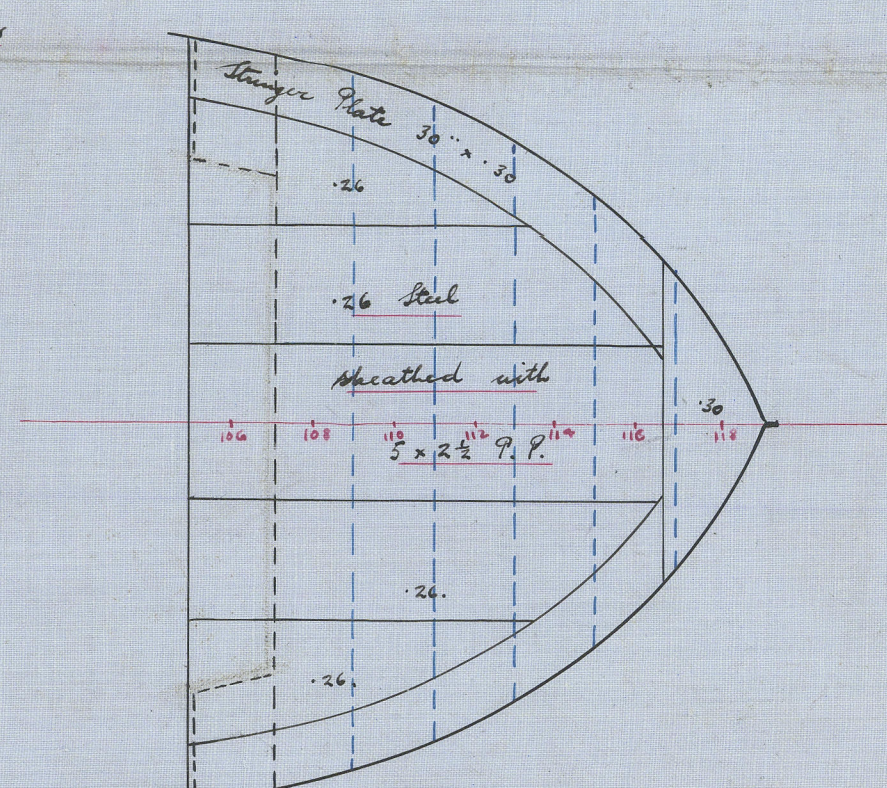 Stringer Plate 30" × .30
.26
.26 Steel
sheathed with
.30
106 108 110 112 114 116 118
5 × 2½ P. P.
.26.
.26.